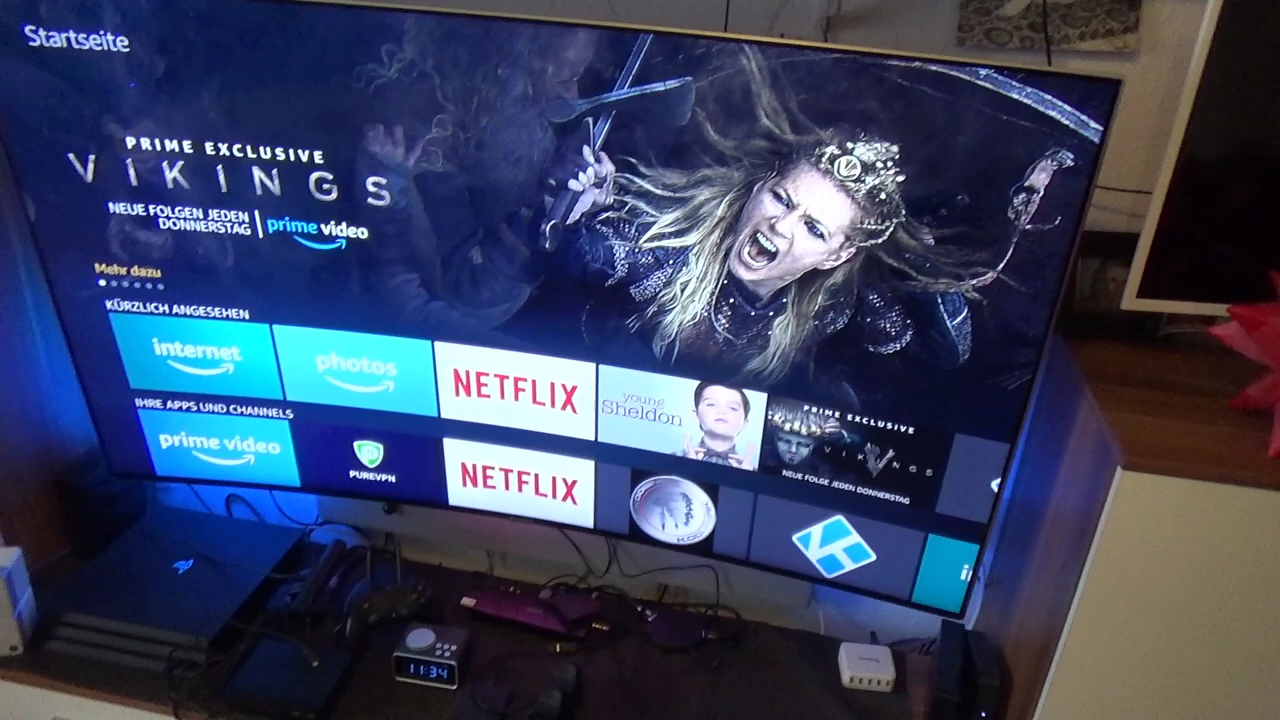 Startseite
PRIME EXCLUSIVE
VIKINGS
NEUE FOLGEN JEDEN
DONNERSTAG
prime video
Mehr dazu
KÜRZLICH ANGESEHEN
internet
photos
NETFLIX
young
Sheldon
PRIME EXCLUSIVE
VIKINGS
NEUE FOLGE JEDEN DONNERSTAG
IHRE APPS UND CHANNELS
prime video
PUREVPN
NETFLIX
11:34